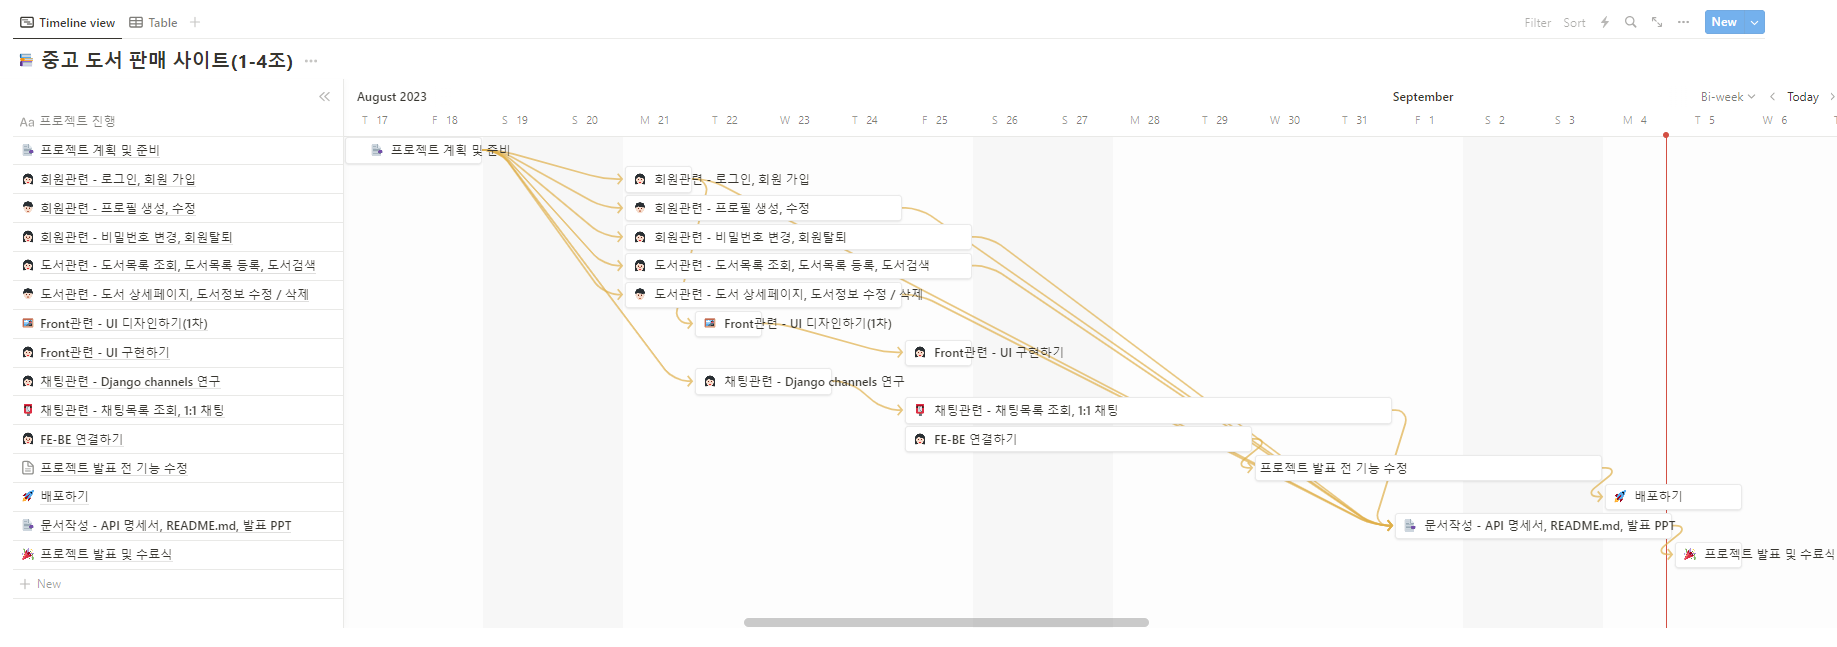 Timeline view Table
Filter Sort New
중고 도서 판매 사이트(1-4조)
August 2023 September Bi-week Today
Aa 프로젝트 진행
T 17 F 18 S 19 S 20 M 21 T 22 W 23 T 24 F 25 S 26 S 27 M 28 T 29 W 30 T 31 F 1 S 2 S 3 M 4 T 5 W 6
프로젝트 계획 및 준비 프로젝트 계획 및 준비
회원관련 - 로그인, 회원 가입 회원관련 - 로그인, 회원 가입
회원관련 - 프로필 생성, 수정 회원관련 - 프로필 생성, 수정
회원관련 - 비밀번호 변경, 회원탈퇴 회원관련 - 비밀번호 변경, 회원탈퇴
도서관련 - 도서목록 조회, 도서목록 등록, 도서검색 도서관련 - 도서목록 조회, 도서목록 등록, 도서검색
도서관련 - 도서 상세페이지, 도서정보 수정 / 삭제 도서관련 - 도서 상세페이지, 도서정보 수정 / 삭제
Front관련 - UI 디자인하기(1차) Front관련 - UI 디자인하기(1차)
Front관련 - UI 구현하기 Front관련 - UI 구현하기
채팅관련 - Django channels 연구 채팅관련 - Django channels 연구
채팅관련 - 채팅목록 조회, 1:1 채팅 채팅관련 - 채팅목록 조회, 1:1 채팅
FE-BE 연결하기 FE-BE 연결하기
프로젝트 발표 전 기능 수정 프로젝트 발표 전 기능 수정
배포하기 배포하기
문서작성 - API 명세서, README.md, 발표 PPT 문서작성 - API 명세서, README.md, 발표 PPT
프로젝트 발표 및 수료식 프로젝트 발표 및 수료식
New